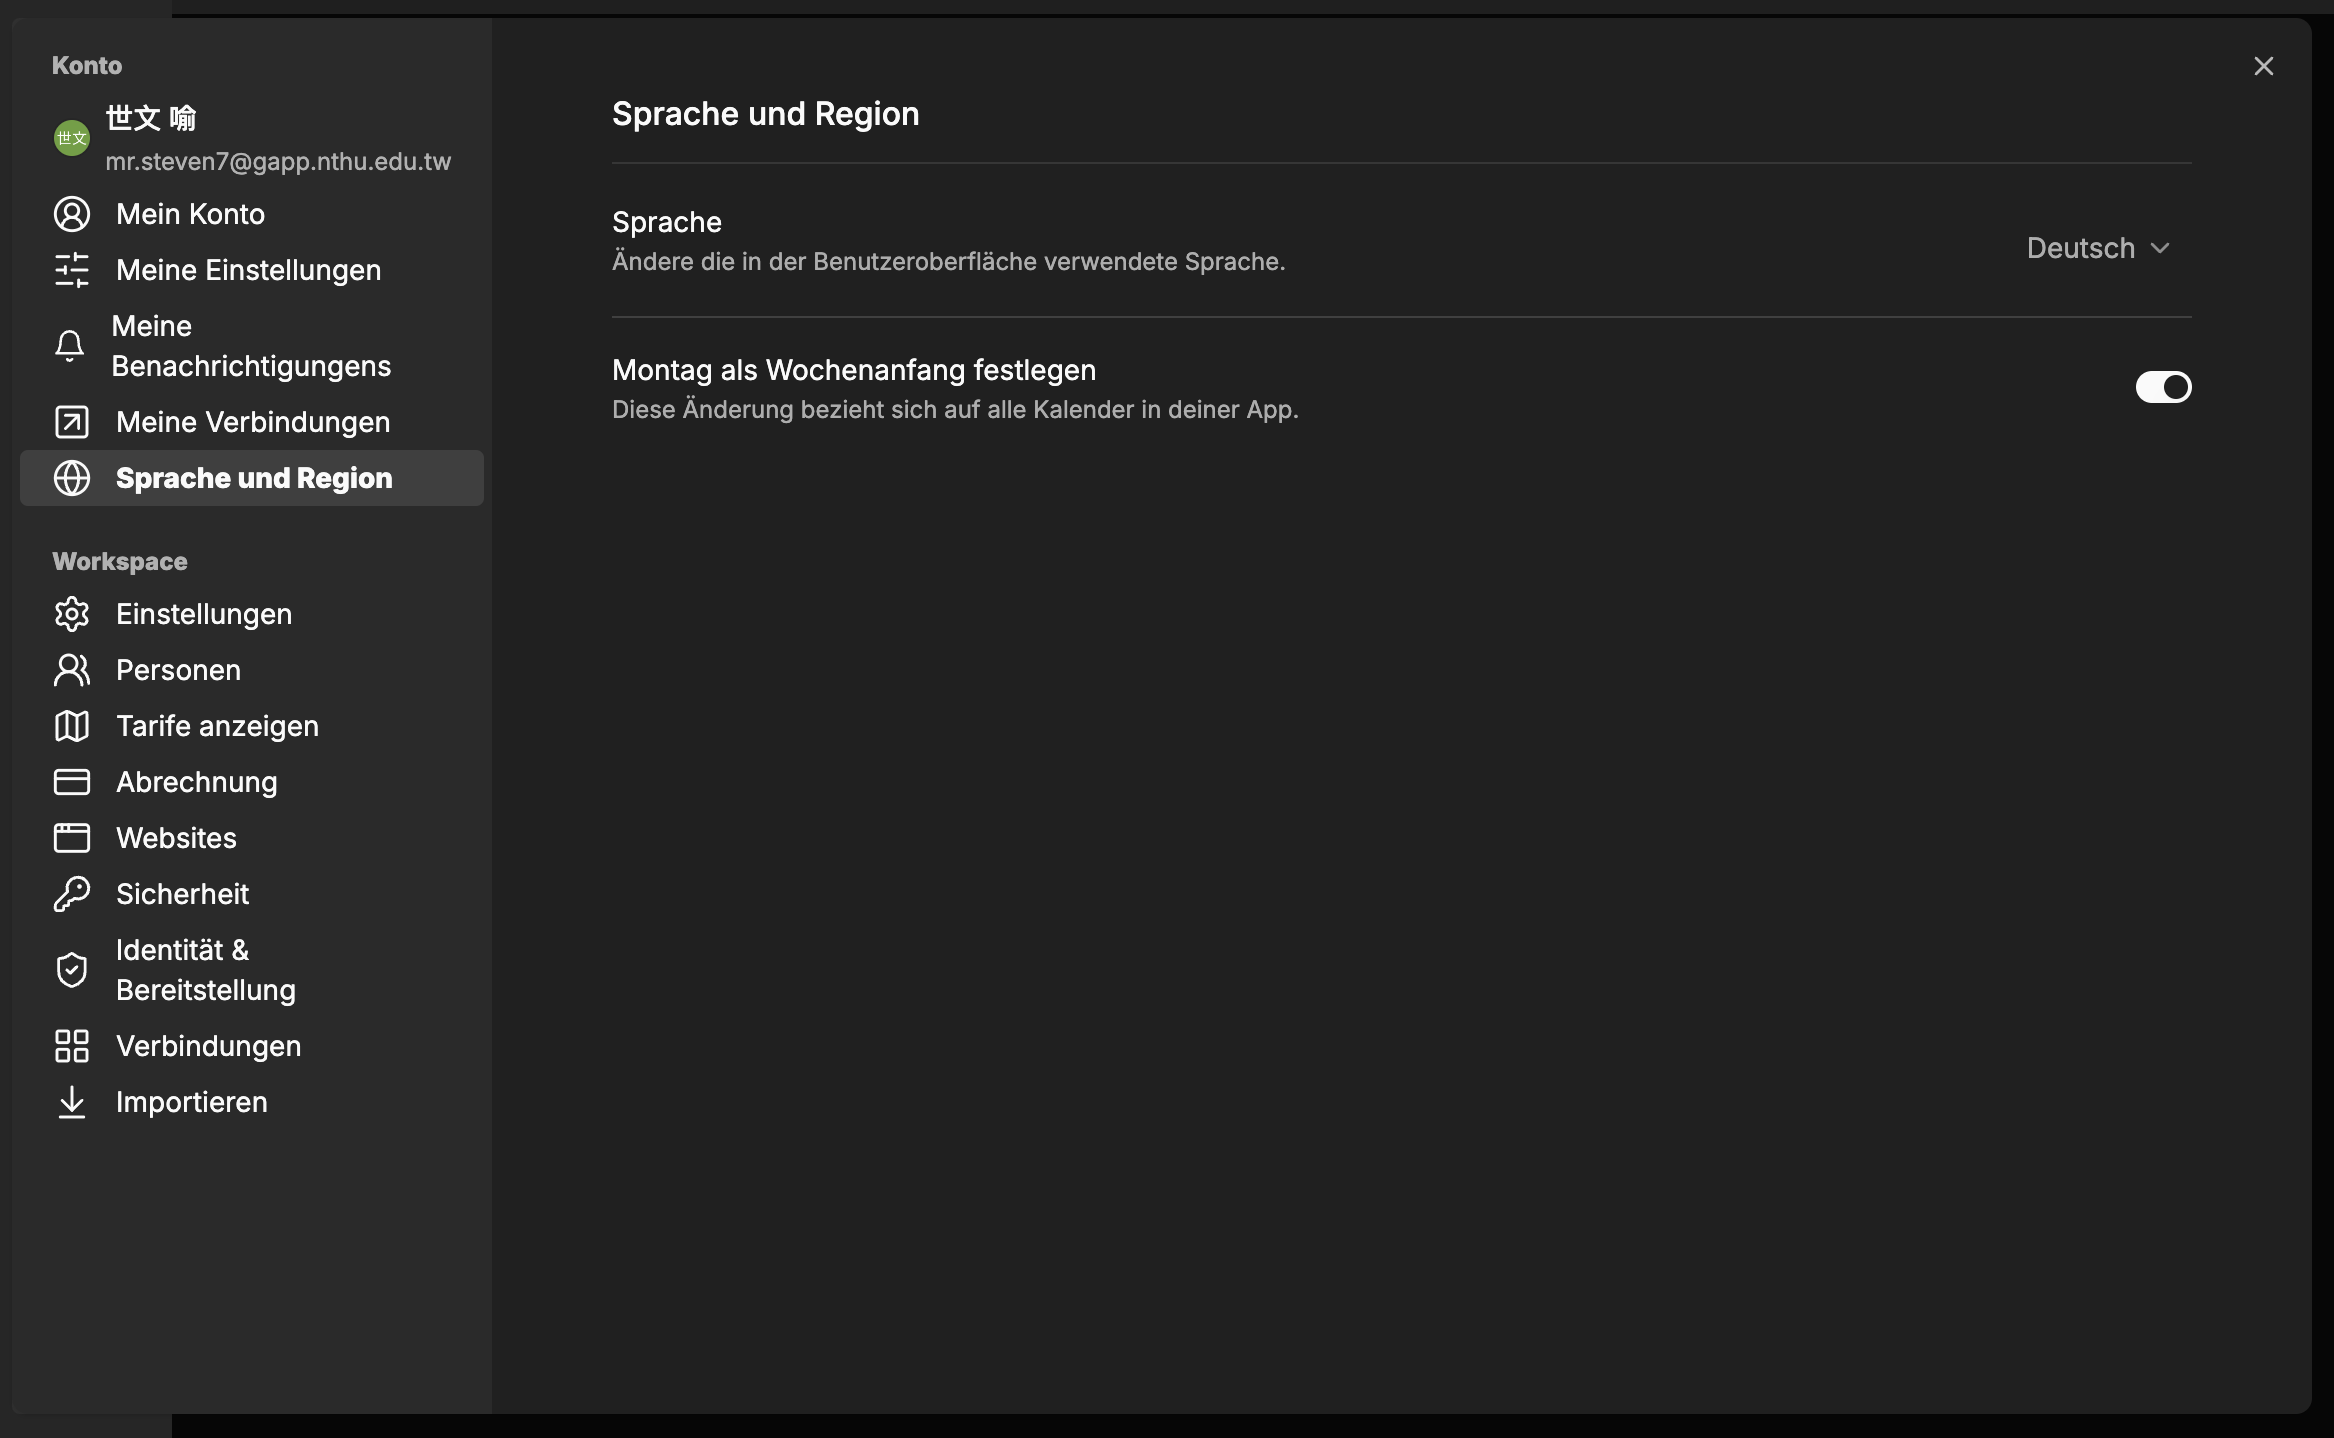 Konto
世文 喻
世文
mr.steven7@gapp.nthu.edu.tw
Mein Konto
Meine Einstellungen
Meine
Benachrichtigungens
Meine Verbindungen
Sprache und Region
Workspace
Einstellungen
Personen
Tarife anzeigen
Abrechnung
Websites
Sicherheit
Identität &
Bereitstellung
Verbindungen
Importieren
Sprache und Region
Sprache
Ändere die in der Benutzeroberfläche verwendete Sprache.
Deutsch
Montag als Wochenanfang festlegen
Diese Änderung bezieht sich auf alle Kalender in deiner App.